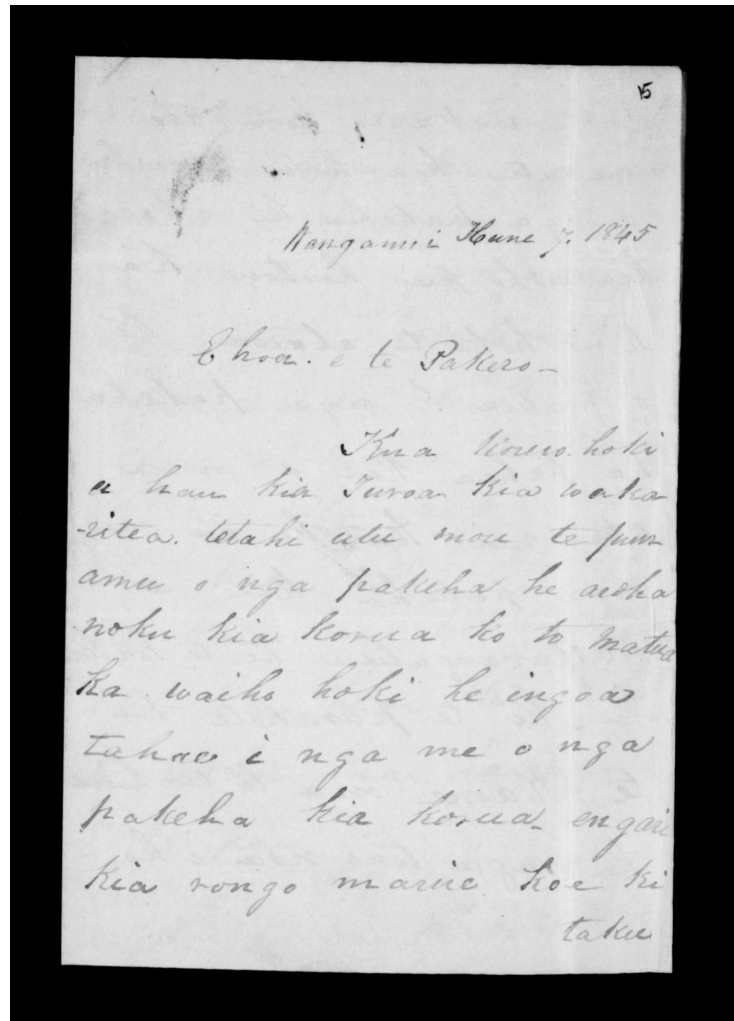 15
Wanganui Hune 7. 1845
E hoa. e te Pakero-
Kua korero hoki
a hau kia Turoa kia waka
-ritea. tetahi utu mou te puru
amu o nga pakeha he aroha
noku kia korua ko to Matua
ka waiho hoki he ingoa
tahae i nga me o nga
pakeha kia korua- engari
kia rongo marie koe ki
taku